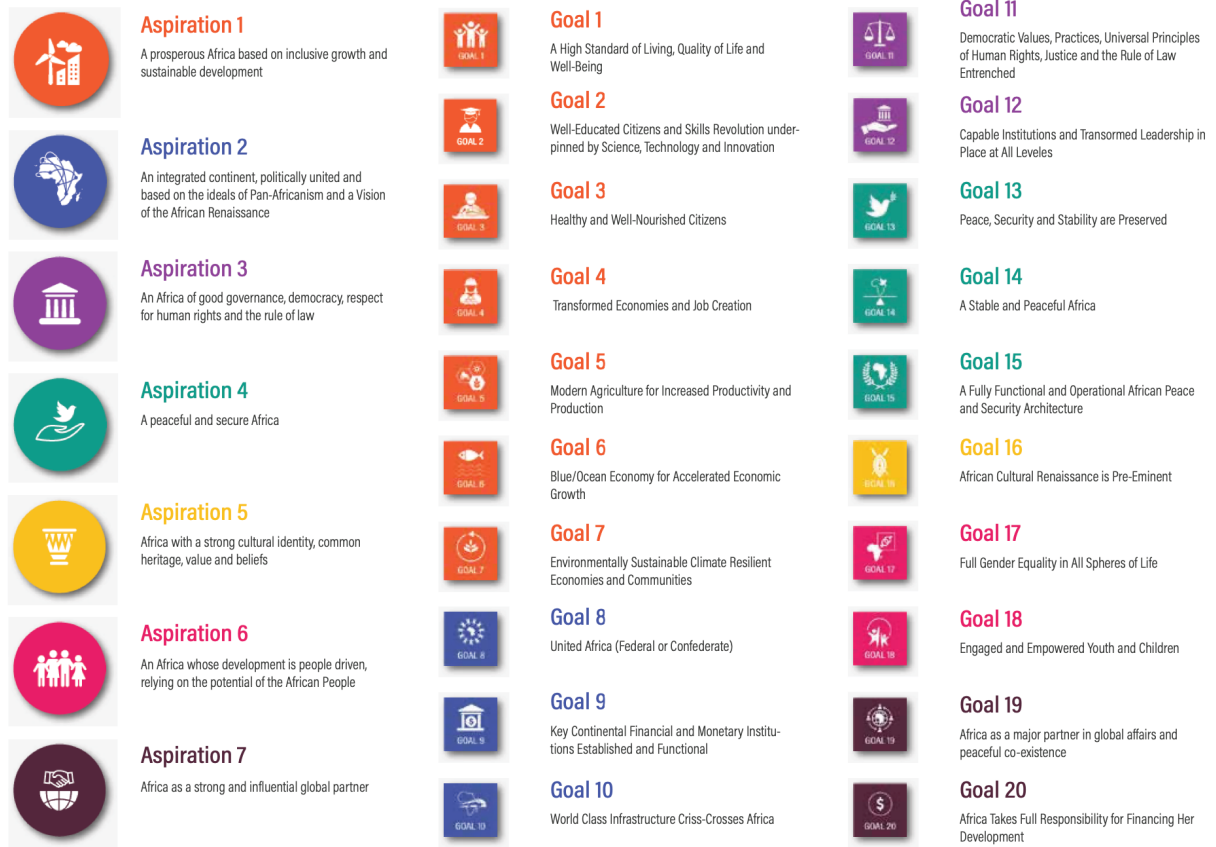 Aspiration 1
A prosperous Africa based on inclusive growth and
sustainable development
Aspiration 2
An integrated continent, politically united and
based on the ideals of Pan-Africanism and a Vision
of the African Renaissance
Aspiration 3
An Africa of good governance, democracy, respect
for human rights and the rule of law
Aspiration 4
A peaceful and secure Africa
Aspiration 5
Africa with a strong cultural identity, common
heritage, value and beliefs
Aspiration 6
An Africa whose development is people driven,
relying on the potential of the African People
Aspiration 7
Africa as a strong and influential global partner
GOAL 1
Goal 1
A High Standard of Living, Quality of Life and
Well-Being
GOAL 2
Goal 2
Well-Educated Citizens and Skills Revolution under-
pinned by Science, Technology and Innovation
GOAL 3
Goal 3
Healthy and Well-Nourished Citizens
GOAL 4
Goal 4
Transformed Economies and Job Creation
GOAL 5
Goal 5
Modern Agriculture for Increased Productivity and
Production
GOAL 6
Goal 6
Blue/Ocean Economy for Accelerated Economic
Growth
GOAL 7
Goal 7
Environmentally Sustainable Climate Resilient
Economies and Communities
GOAL 8
Goal 8
United Africa (Federal or Confederate)
GOAL 9
Goal 9
Key Continental Financial and Monetary Institu-
tions Established and Functional
GOAL 10
Goal 10
World Class Infrastructure Criss-Crosses Africa
GOAL 11
Goal 11
Democratic Values, Practices, Universal Principles
of Human Rights, Justice and the Rule of Law
Entrenched
GOAL 12
Goal 12
Capable Institutions and Transormed Leadership in
Place at All Leveles
GOAL 13
Goal 13
Peace, Security and Stability are Preserved
GOAL 14
Goal 14
A Stable and Peaceful Africa
GOAL 15
Goal 15
A Fully Functional and Operational African Peace
and Security Architecture
GOAL 16
Goal 16
African Cultural Renaissance is Pre-Eminent
GOAL 17
Goal 17
Full Gender Equality in All Spheres of Life
GOAL 18
Goal 18
Engaged and Empowered Youth and Children
GOAL 19
Goal 19
Africa as a major partner in global affairs and
peaceful co-existence
$
GOAL 20
Goal 20
Africa Takes Full Responsibility for Financing Her
Development